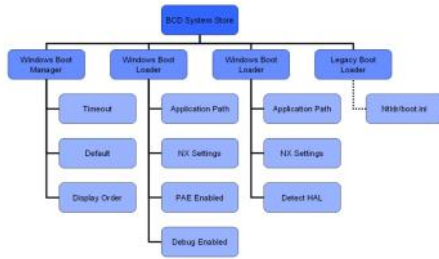 BCD System Store
Windows Boot
Manager
Windows Boot
Loader
Windows Boot
Loader
Legacy Boot
Loader
Timeout
Application Path
Application Path
Ntldr/boot.ini
Default
NX Settings
NX Settings
Display Order
PAE Enabled
Detect HAL
Debug Enabled